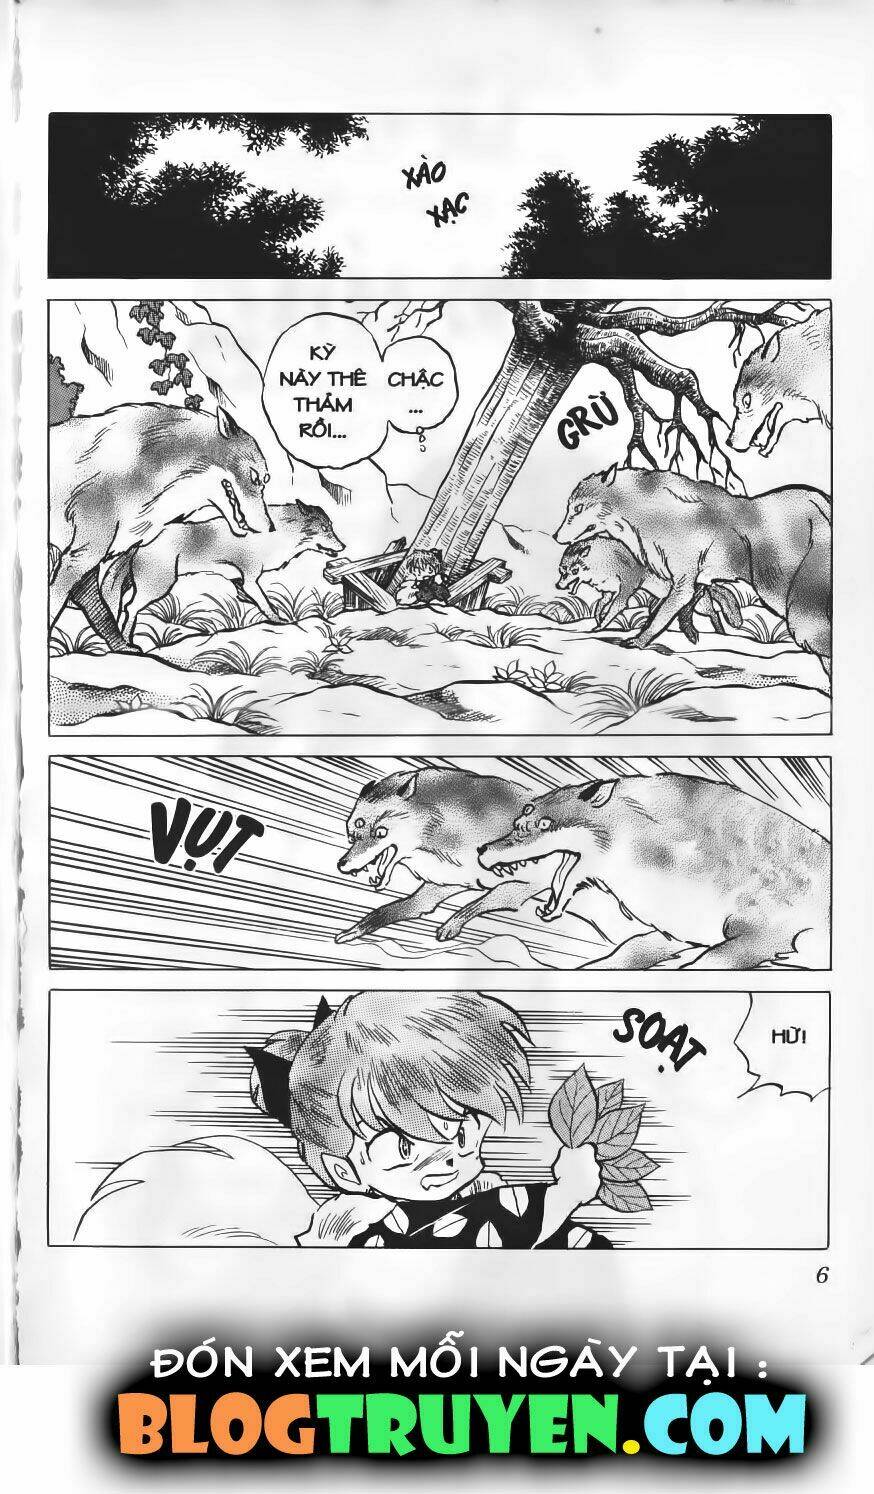 XÀO
XẠC
KỲ
NÀY THÊ
THẢM
RỒI...
CHẬC
...
GRỪ
VỤT
SOẠT
HỪ!
6
ĐÓN XEM MỖI NGÀY TẠI :
BLOGTRUYEN.COM